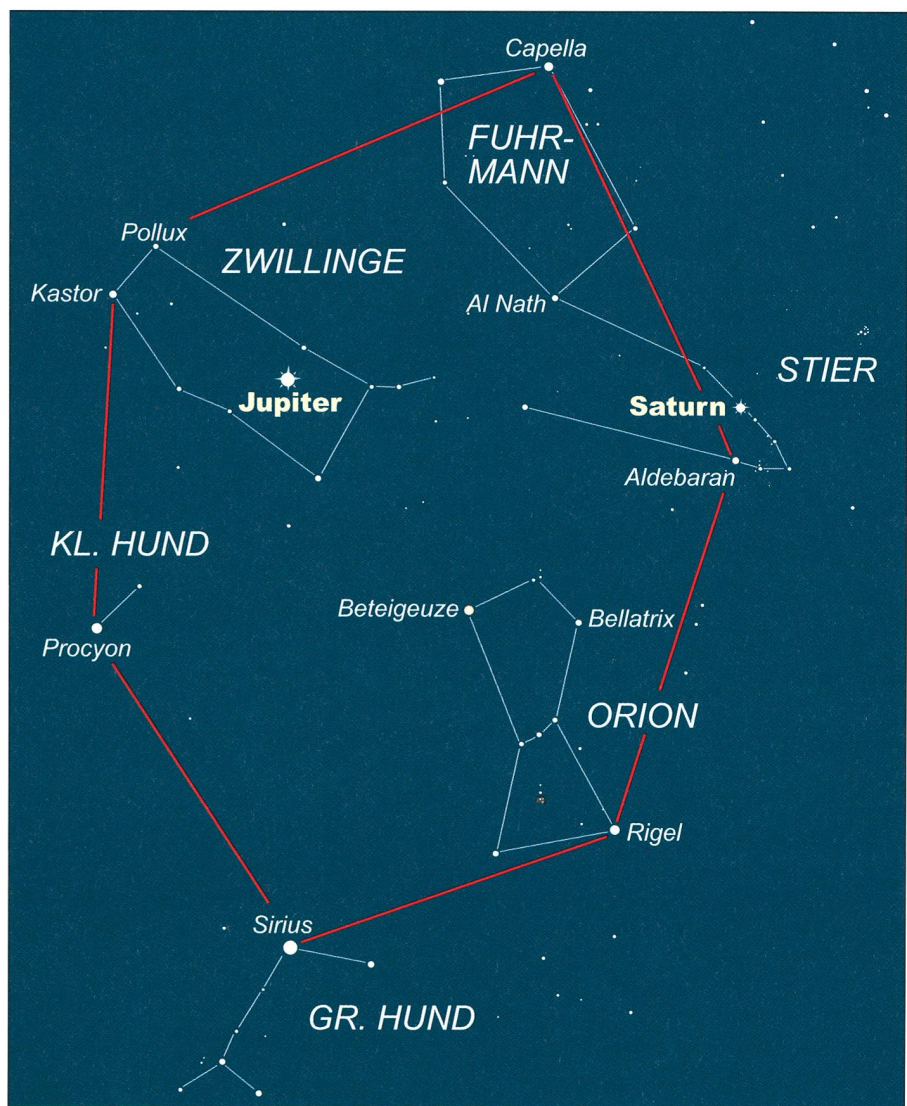 Capella
FUHR-
MANN
Pollux
ZWILLINGE
Kastor
Al Nath
STIER
Jupiter
Saturn
Aldebaran
KL. HUND
Beteigeuze
Bellatrix
Procyon
ORION
Rigel
Sirius
GR. HUND